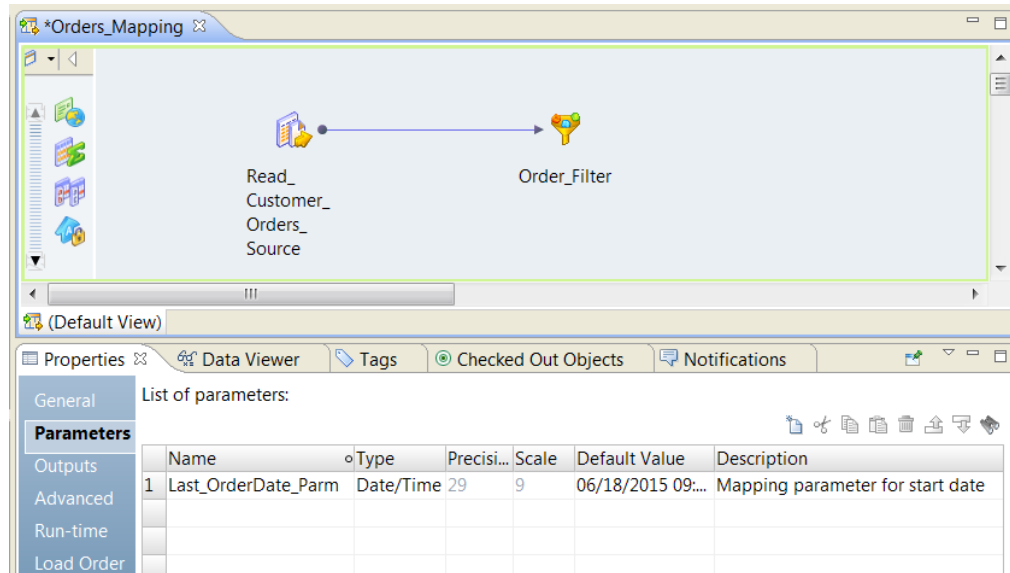 *Orders_Mapping
Read_
Customer_
Orders_
Source
Order_Filter
(Default View)
Properties Data Viewer Tags Checked Out Objects Notifications
General
List of parameters:
Parameters
Name Type Precisi... Scale Default Value Description
Outputs
1 Last_OrderDate_Parm Date/Time 29 9 06/18/2015 09:... Mapping parameter for start date
Advanced
Run-time
Load Order